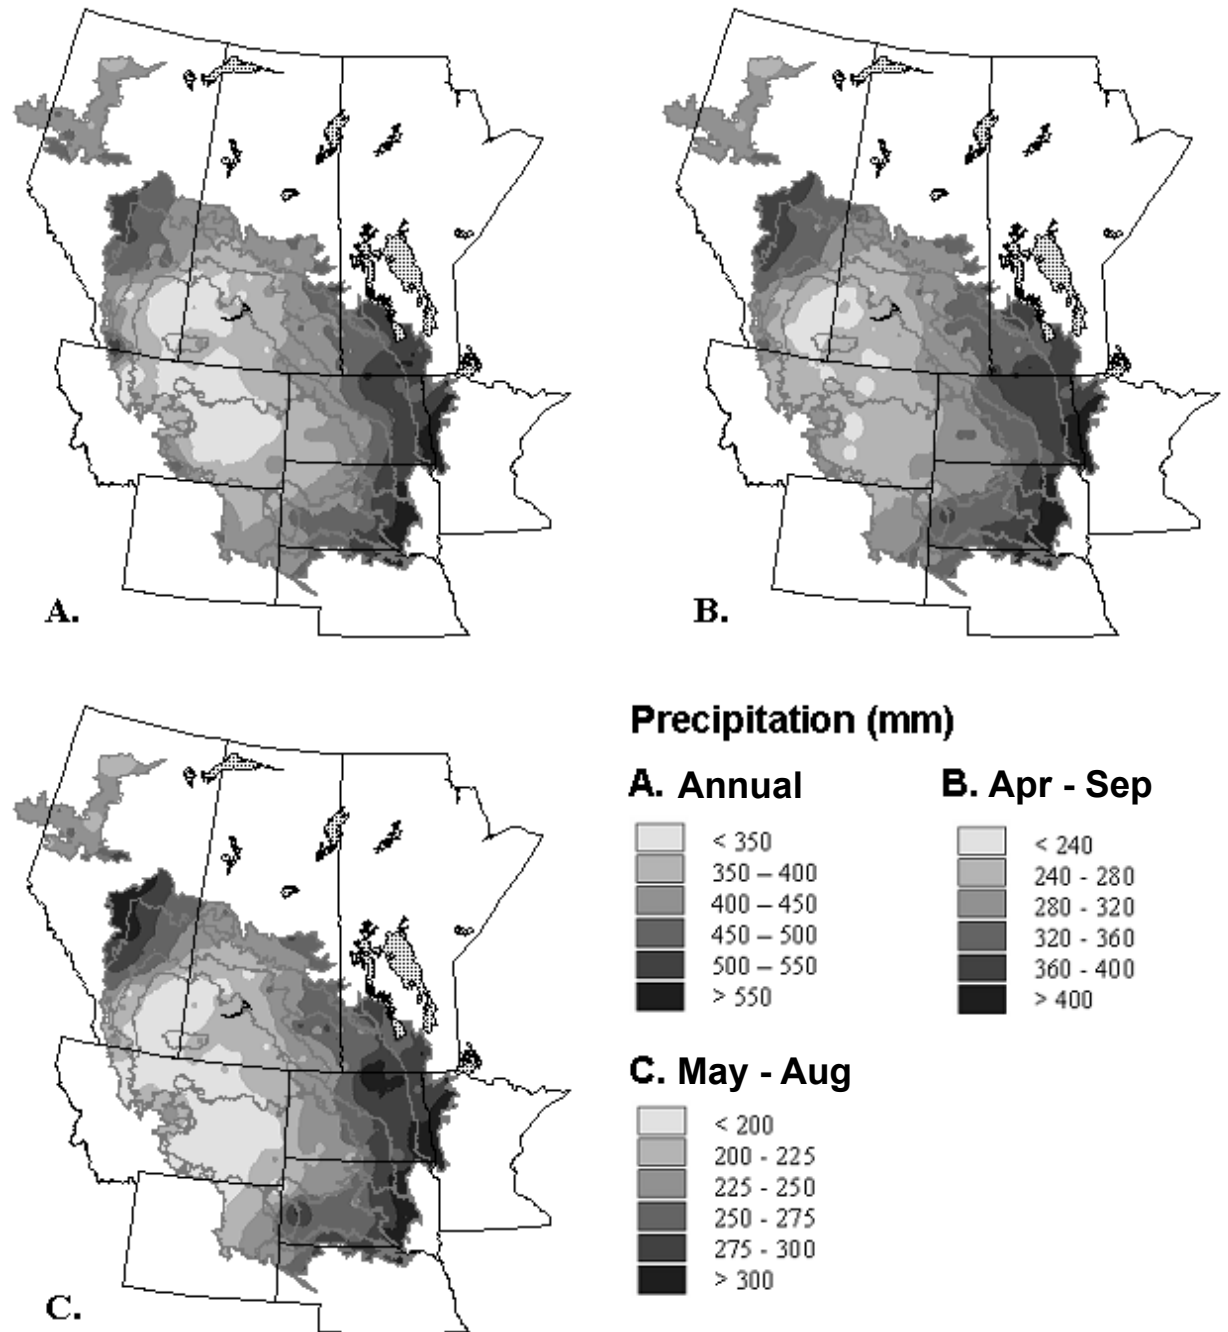 A.
B.
C.
Precipitation (mm)
A. Annual
< 350
350 – 400
400 – 450
450 – 500
500 – 550
> 550
B. Apr - Sep
< 240
240 - 280
280 - 320
320 - 360
360 - 400
> 400
C. May - Aug
< 200
200 - 225
225 - 250
250 - 275
275 - 300
> 300